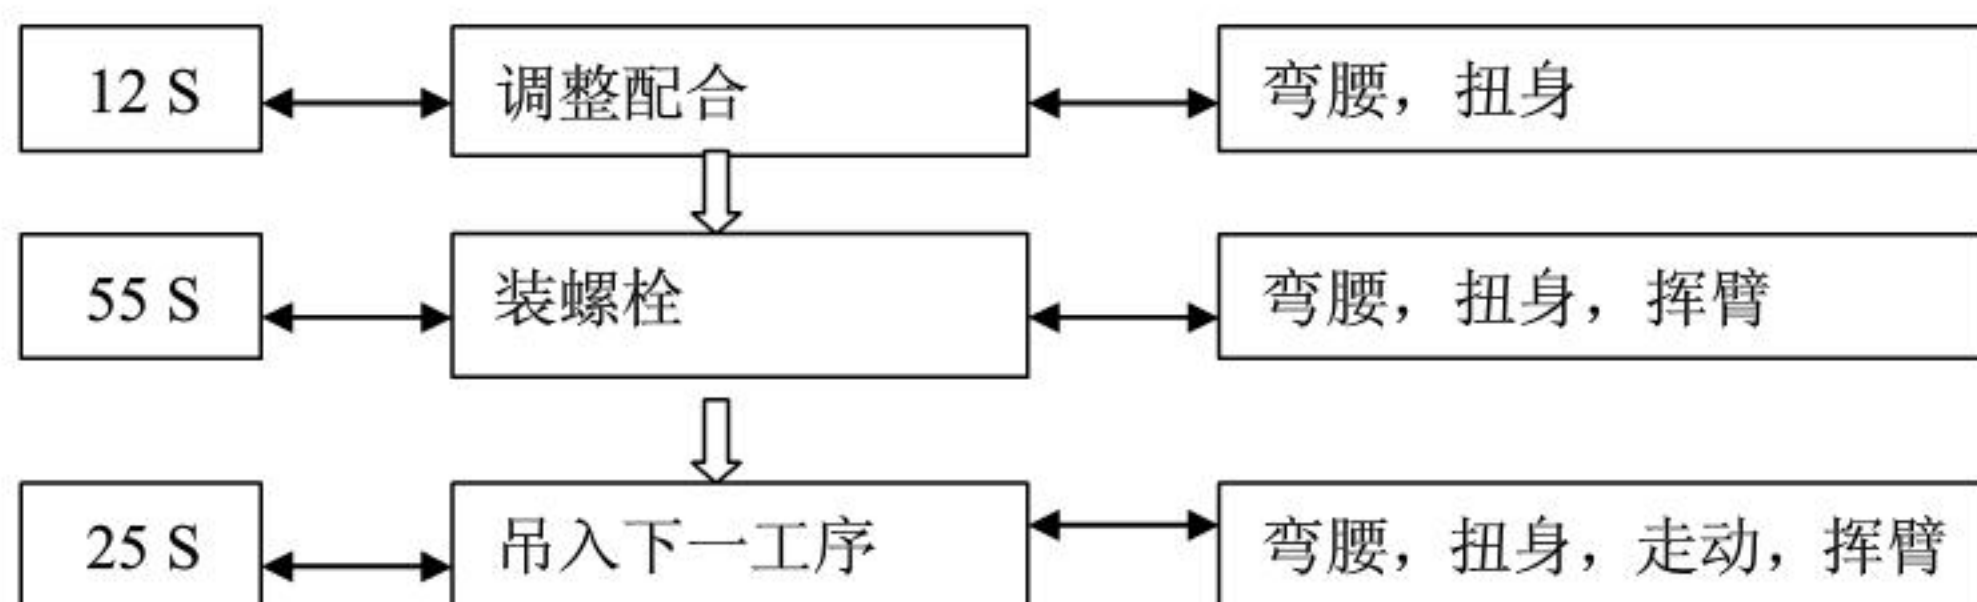 12 S 调整配合 弯腰，扭身
55 S 装螺栓 弯腰，扭身，挥臂
25 S 吊入下一工序 弯腰，扭身，走动，挥臂